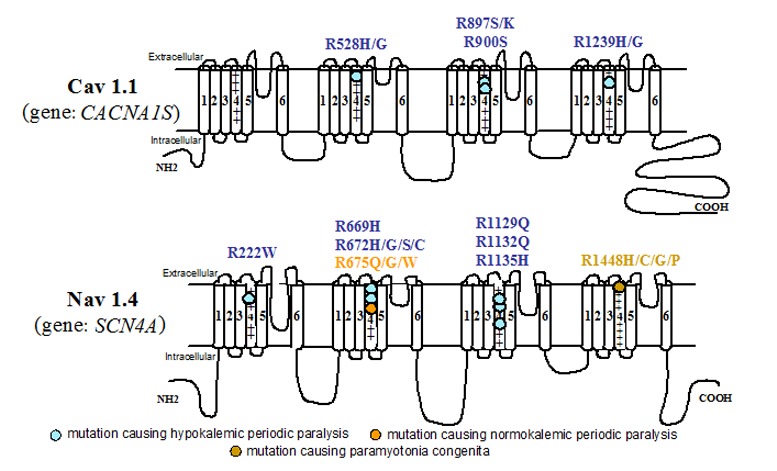 R897S/K
R528H/G R900S R1239H/G
Extracellular
Cav 1.1
1 2 3 4 5 6 1 2 3 4 5 6 1 2 3 4 5 6 1 2 3 4 5 6
(gene: CACNA1S)
Intracellular
NH2
COOH
R1129Q
R669H
R1132Q
R672H/G/S/C
R222W R675Q/G/W R1135H R1448H/C/G/P
Extracellular
Nav 1.4
1 2 3 4 5 6 1 2 3 4 5 6 1 2 3 4 5 6 1 2 3 4 5 6
(gene: SCN4A)
Intracellular
NH2 COOH
mutation causing hypokalemic periodic paralysis mutation causing normokalemic periodic paralysis
mutation causing paramyotonia congenita